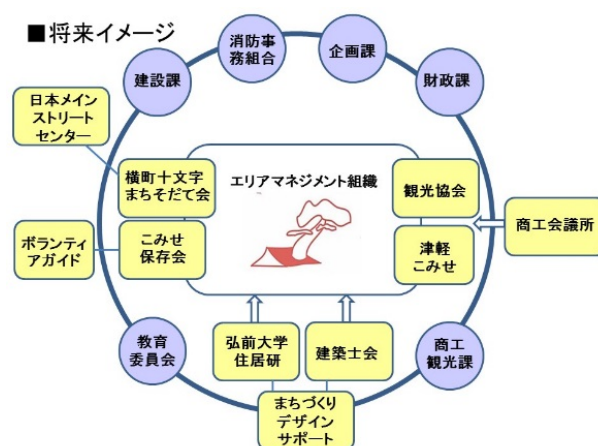 ■将来イメージ
消防事
務組合
企画課
建設課
財政課
日本メイン
ストリート
センター
横町十文字
まちそだて会
エリアマネジメント組織
観光協会
商工会議所
ボランティ
アガイド
こみせ
保存会
津軽
こみせ
教育
委員会
弘前大学
住居研
建築士会
商工
観光課
まちづくり
デザイン
サポート